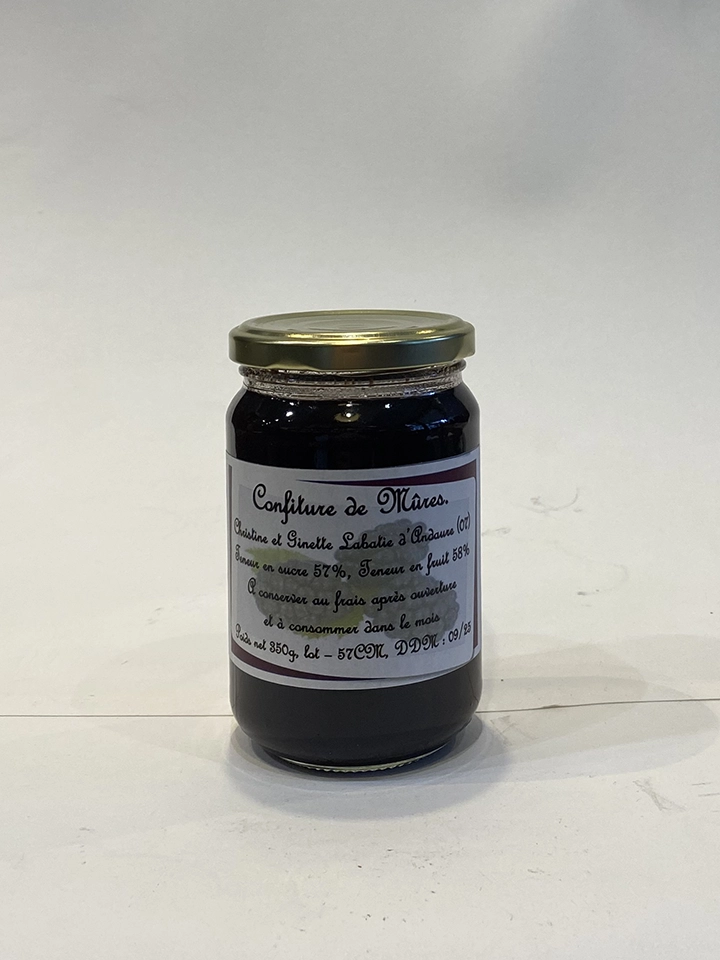 Confiture de Mûres.
Christine et Ginette Labatie d'Andaure (07)
Teneur en sucre 57%, Teneur en fruit 58%
A conserver au frais après ouverture
et à consommer dans le mois
Poids net 350g, lot - 57CM, DDM : 09/25